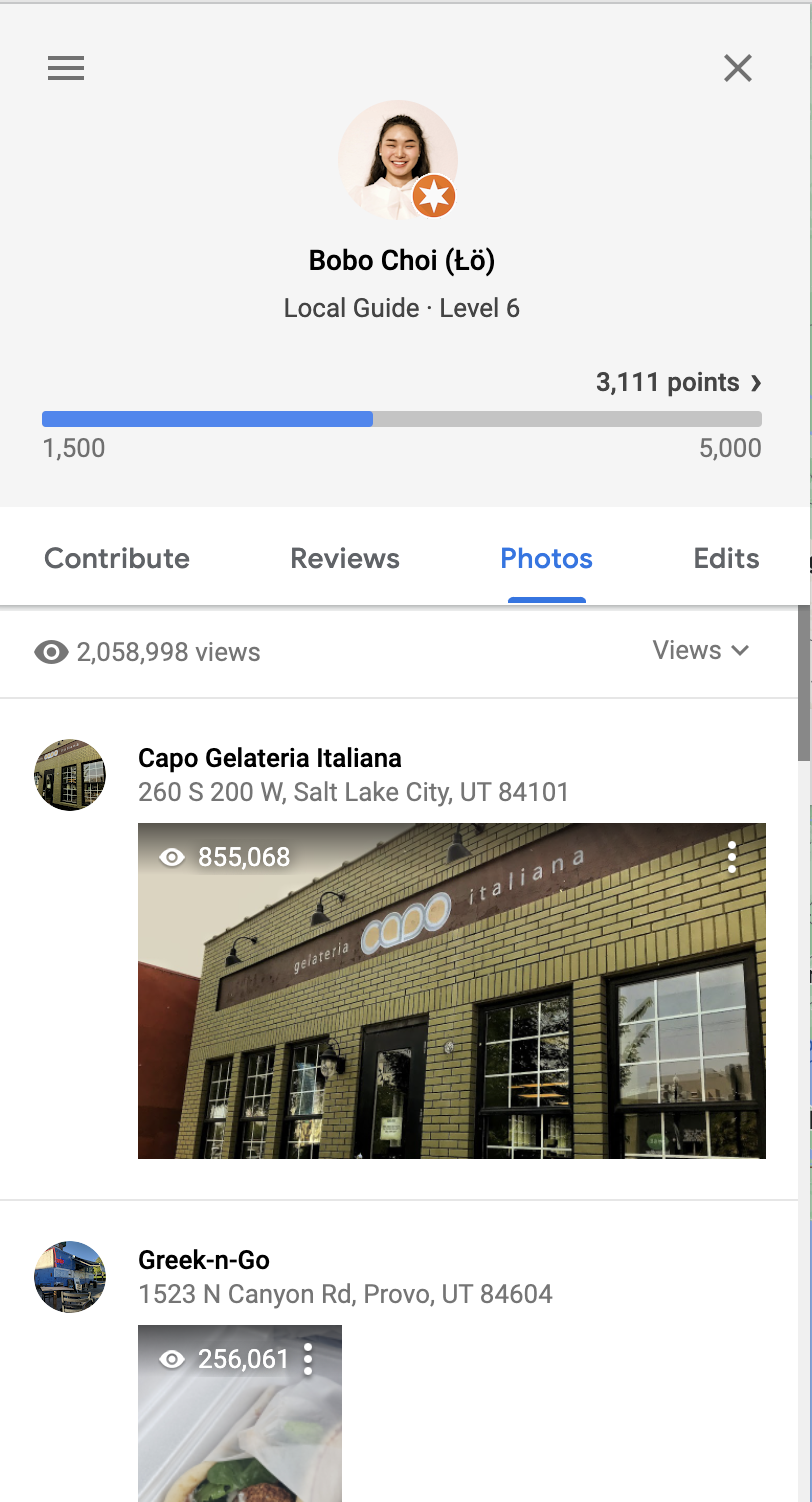 Bobo Choi (Łö)
Local Guide · Level 6
3,111 points ›
1,500 5,000
Contribute Reviews Photos Edits
2,058,998 views Views
Capo Gelateria Italiana
260 S 200 W, Salt Lake City, UT 84101
855,068
gelateria capo italiana
Greek-n-Go
1523 N Canyon Rd, Provo, UT 84604
256,061